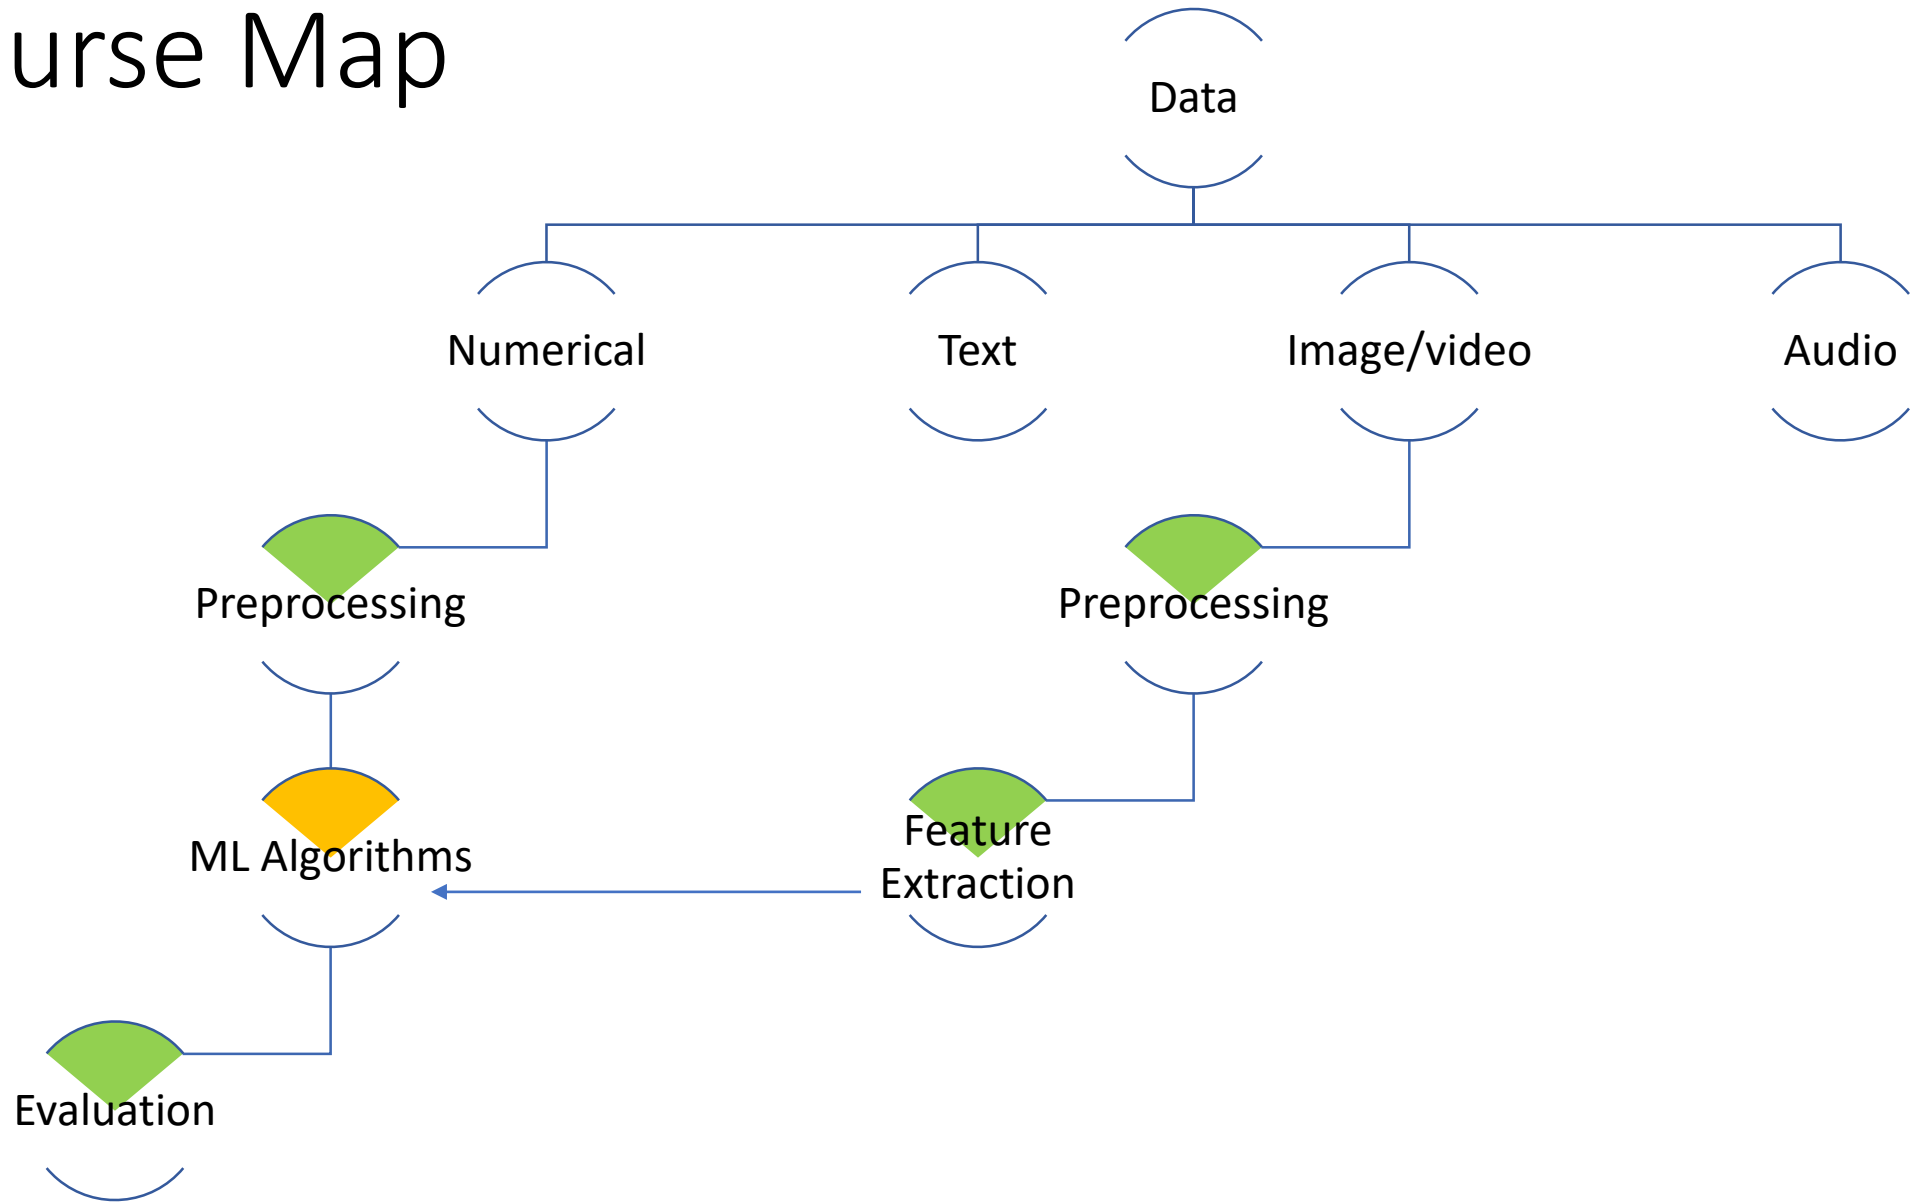 urse Map
Data
Numerical
Text
Image/video
Audio
Preprocessing
Preprocessing
ML Algorithms
Feature
Extraction
Evaluation